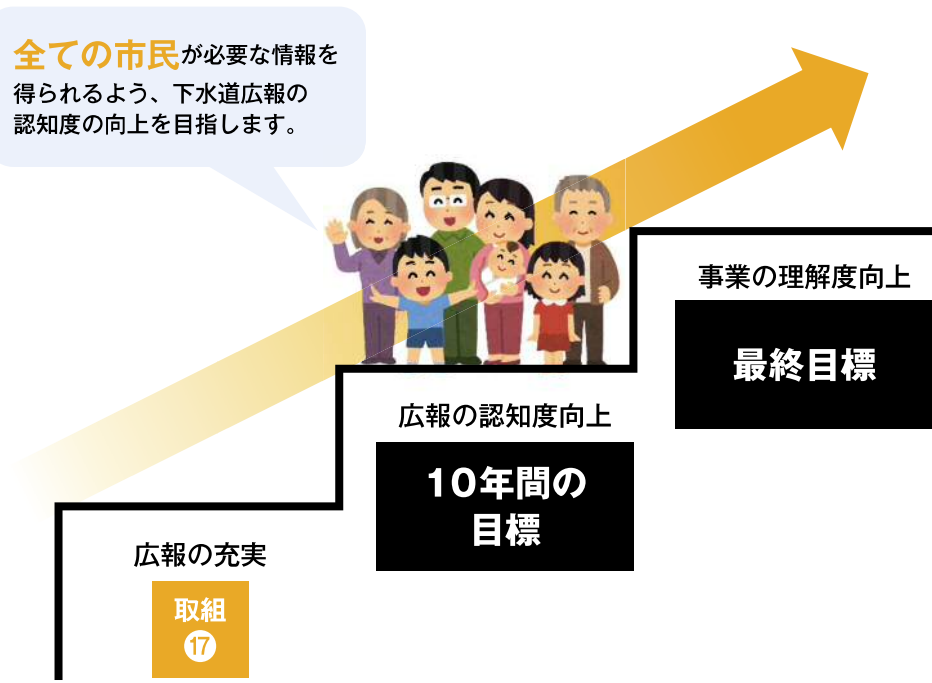 全ての市民が必要な情報を
得られるよう、下水道広報の
認知度の向上を目指します。
事業の理解度向上
最終目標
広報の認知度向上
10年間の
目標
広報の充実
取組
⓱